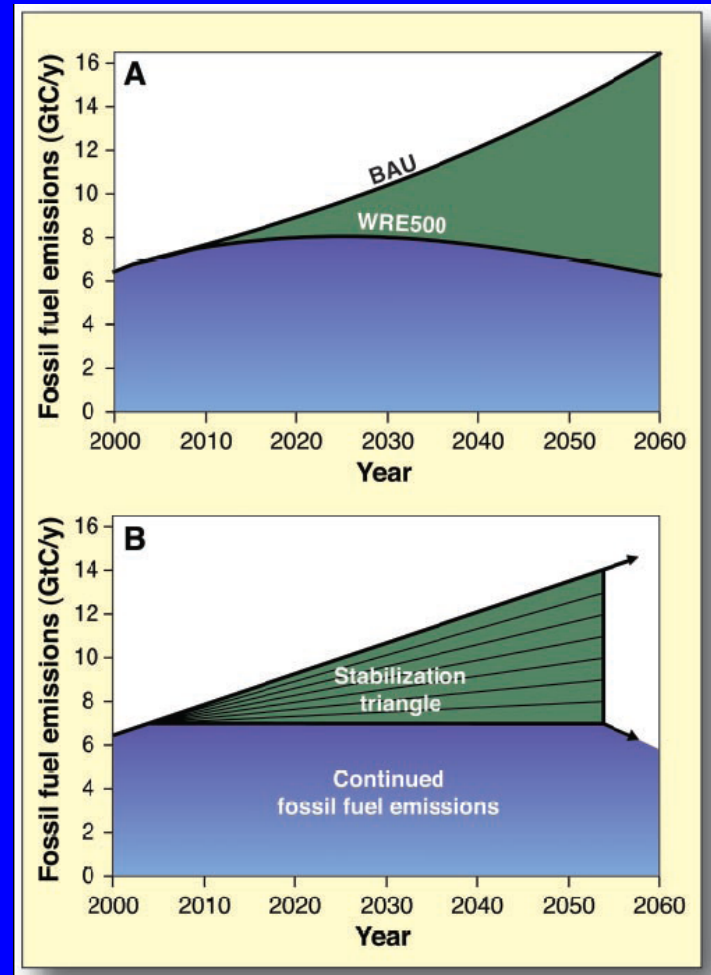 A
Fossil fuel emissions (GtC/y)
16
14
12
10
8
6
4
2
0
BAU
WRE500
2000 2010 2020 2030 2040 2050 2060
Year
B
Fossil fuel emissions (GtC/y)
16
14
12
10
8
6
4
2
0
Stabilization
triangle
Continued
fossil fuel emissions
2000 2010 2020 2030 2040 2050 2060
Year